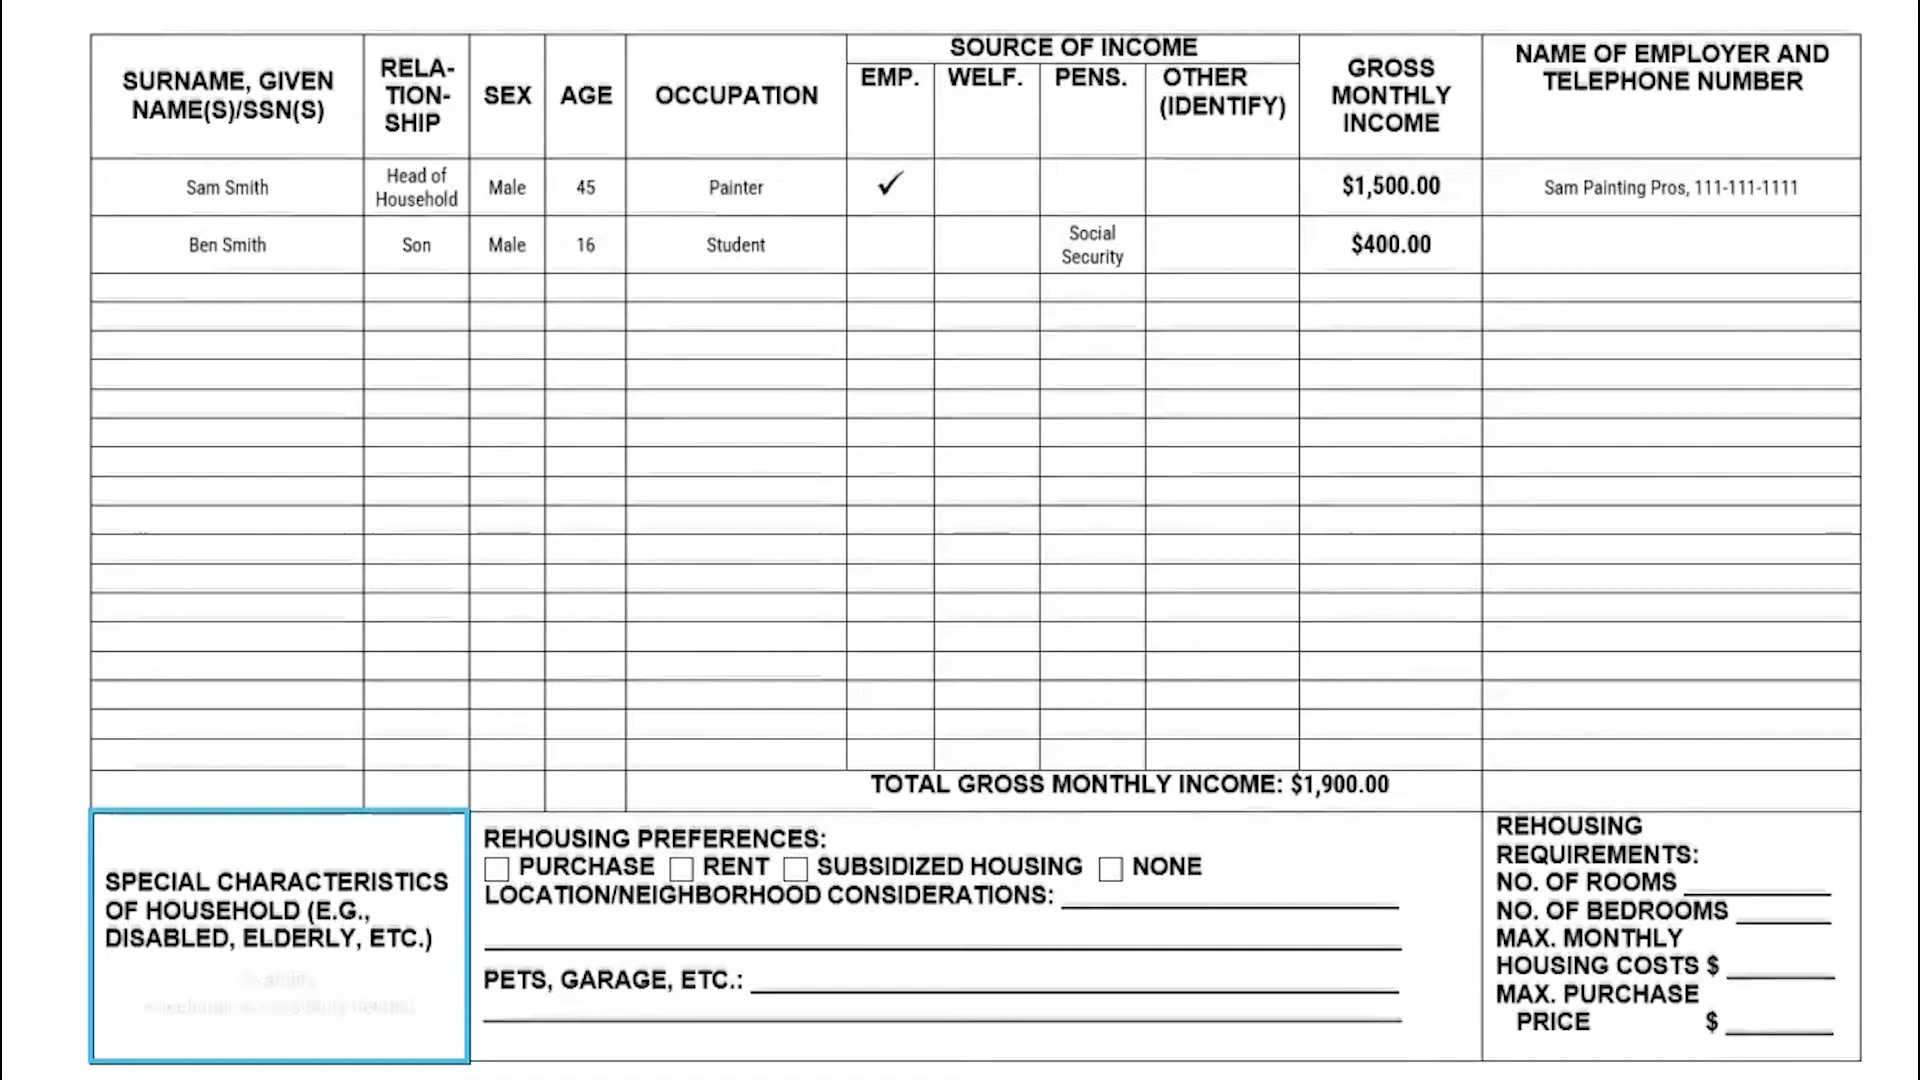 SURNAME, GIVEN
NAME(S)/SSN(S)
RELA-
TION-
SHIP
SEX
AGE
OCCUPATION
SOURCE OF INCOME
EMP.
WELF.
PENS.
OTHER
(IDENTIFY)
GROSS
MONTHLY
INCOME
NAME OF EMPLOYER AND
TELEPHONE NUMBER
Sam Smith
Head of
Household
Male
45
Painter
✓
$1,500.00
Sam Painting Pros, 111-111-1111
Ben Smith
Son
Male
16
Student
Social
Security
$400.00
TOTAL GROSS MONTHLY INCOME: $1,900.00
SPECIAL CHARACTERISTICS
OF HOUSEHOLD (E.G.,
DISABLED, ELDERLY, ETC.)
REHOUSING PREFERENCES:
PURCHASE RENT SUBSIDIZED HOUSING NONE
LOCATION/NEIGHBORHOOD CONSIDERATIONS:
PETS, GARAGE, ETC.:
REHOUSING
REQUIREMENTS:
NO. OF ROOMS
NO. OF BEDROOMS
MAX. MONTHLY
HOUSING COSTS $
MAX. PURCHASE
PRICE $